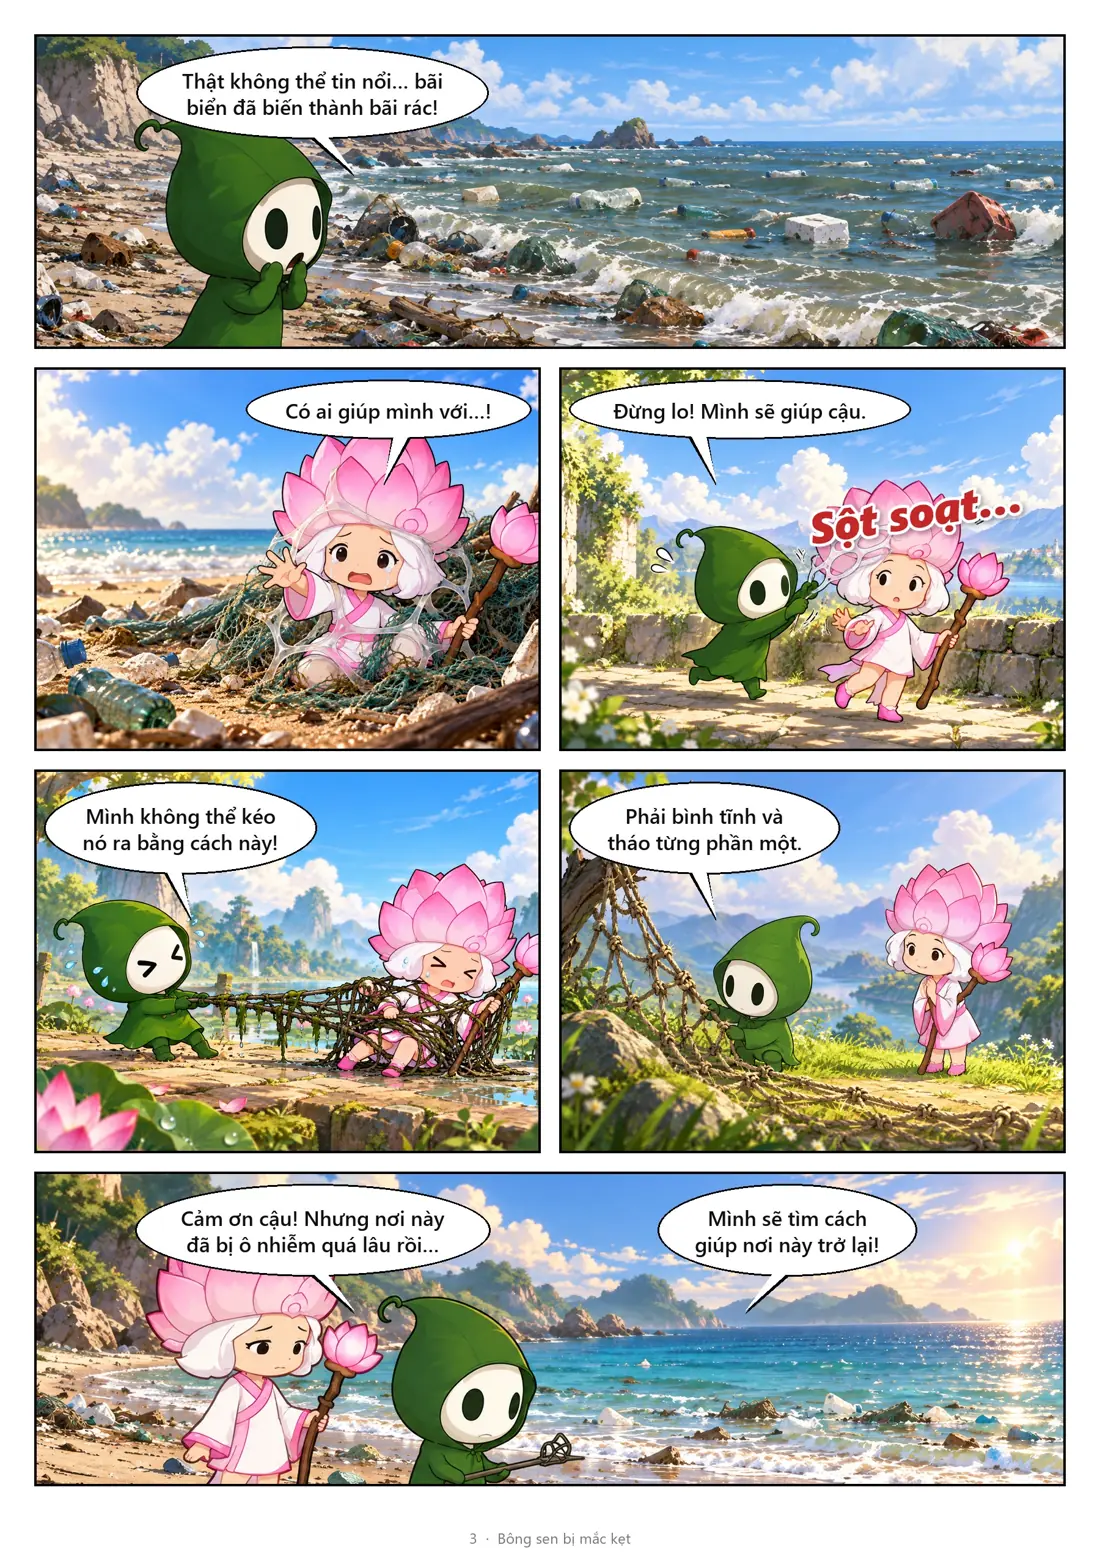 Thật không thể tin nổi... bãi
biển đã biến thành bãi rác!
Có ai giúp mình với...!
Đừng lo! Mình sẽ giúp cậu.
Sột soạt...
Mình không thể kéo
nó ra bằng cách này!
Phải bình tĩnh và
tháo từng phần một.
Cảm ơn cậu! Nhưng nơi này
đã bị ô nhiễm quá lâu rồi...
Mình sẽ tìm cách
giúp nơi này trở lại!
3 · Bông sen bị mắc kẹt